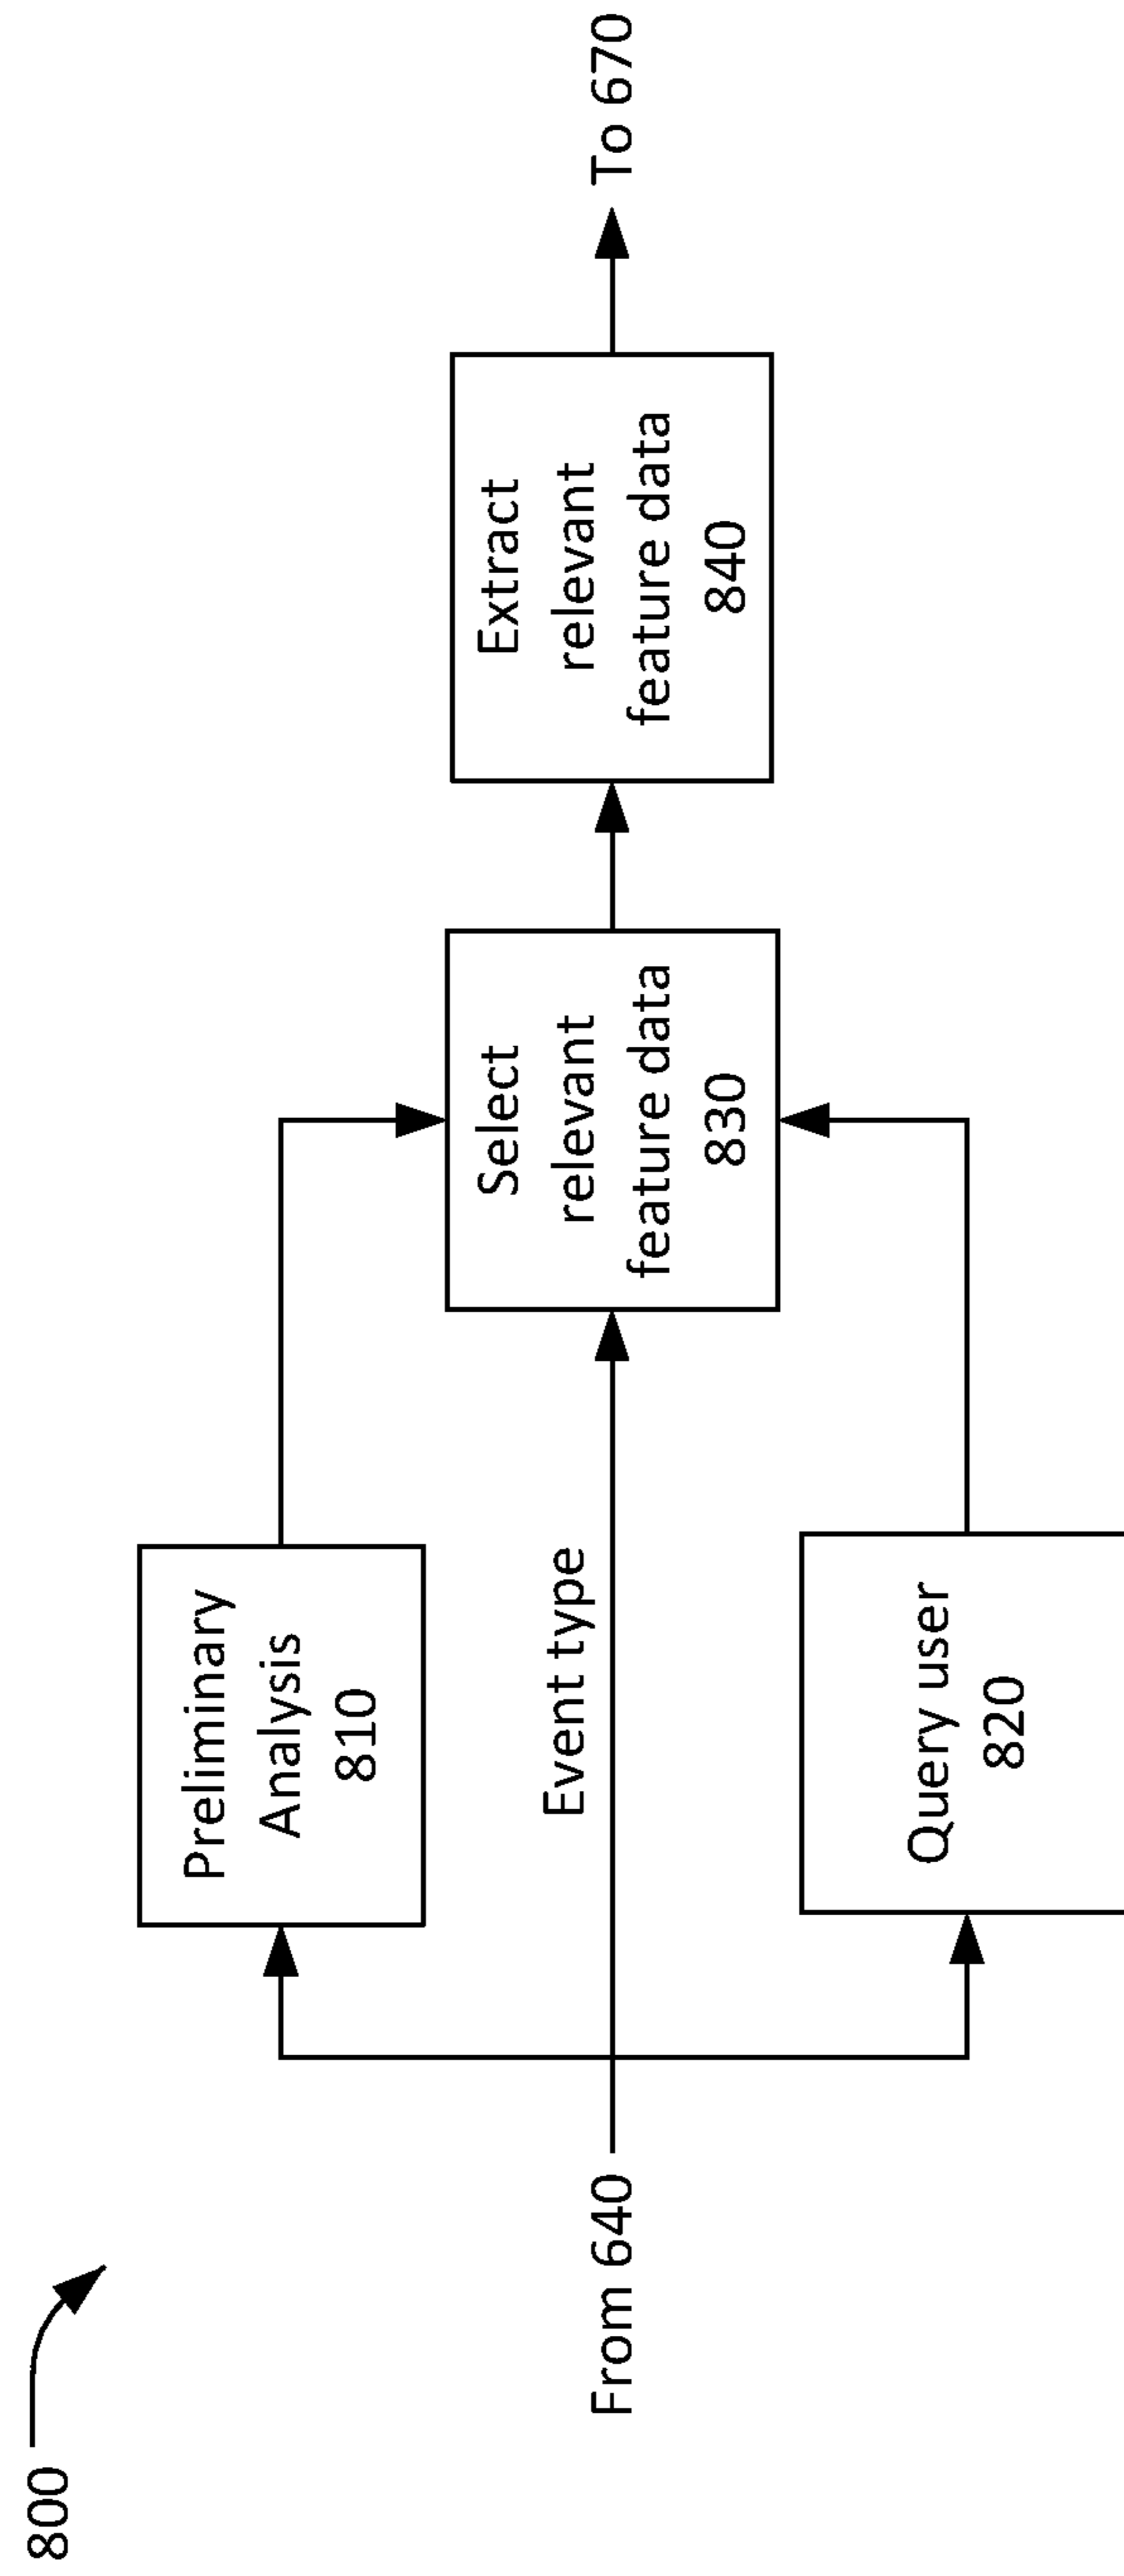 800
From 640
Preliminary
Analysis
810
Event type
Query user
820
Select
relevant
feature data
830
Extract
relevant
feature data
840
To 670